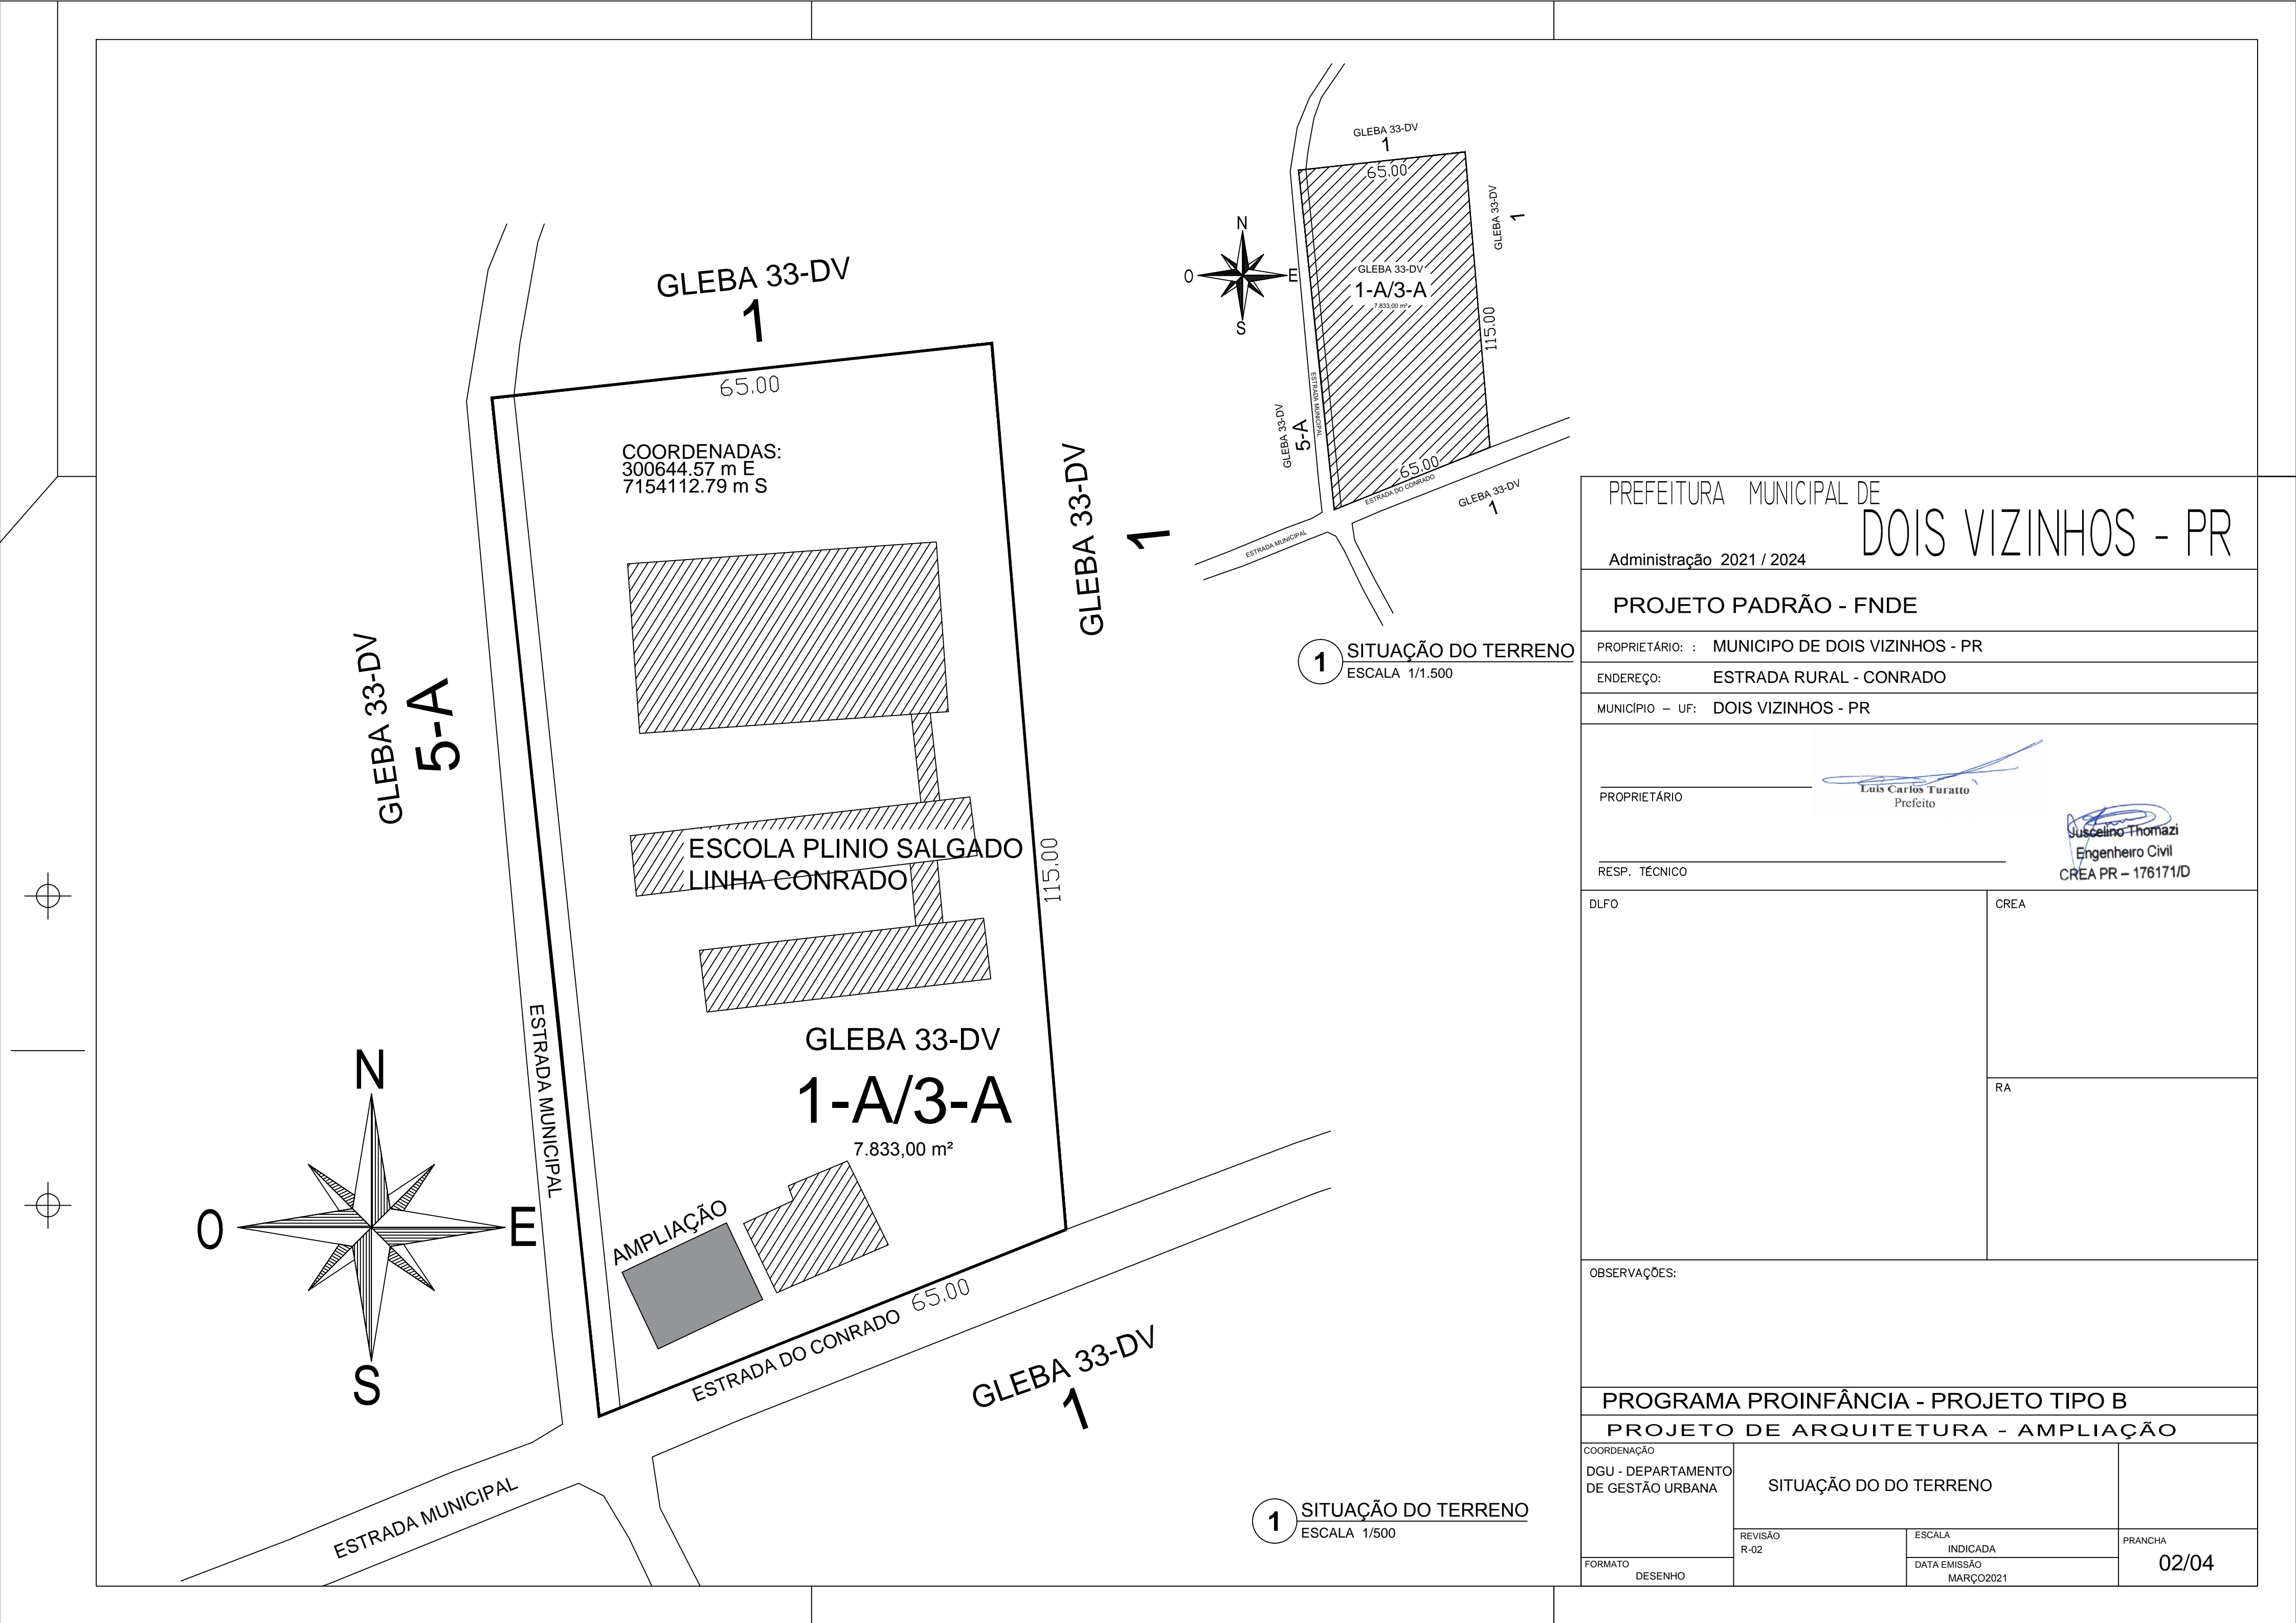 GLEBA 33-DV
1
65.00
COORDENADAS:
300644.57 m E
7154112.79 m S
GLEBA 33-DV
1
GLEBA 33-DV
5-A
ESCOLA PLINIO SALGADO
LINHA CONRADO
115.00
GLEBA 33-DV
1-A/3-A
7.833,00 m²
ESTRADA MUNICIPAL
AMPLIAÇÃO
ESTRADA DO CONRADO
65.00
GLEBA 33-DV
1
ESTRADA MUNICIPAL
N
O
E
S
1
SITUAÇÃO DO TERRENO
ESCALA 1/500
GLEBA 33-DV
1
65.00
GLEBA 33-DV
1
N
O
E
S
GLEBA 33-DV
1-A/3-A
7.833,00 m²
115.00
ESTRADA MUNICIPAL
GLEBA 33-DV
5-A
65.00
ESTRADA DO CONRADO
GLEBA 33-DV
1
ESTRADA MUNICIPAL
1
SITUAÇÃO DO TERRENO
ESCALA 1/1.500
PREFEITURA MUNICIPAL DE
DOIS VIZINHOS - PR
Administração 2021 / 2024
PROJETO PADRÃO - FNDE
PROPRIETÁRIO: : MUNICIPO DE DOIS VIZINHOS - PR
ENDEREÇO: ESTRADA RURAL - CONRADO
MUNICÍPIO - UF: DOIS VIZINHOS - PR
Luis Carlos Turatto
Prefeito
PROPRIETÁRIO
Juscelino Thomazi
Engenheiro Civil
CREA PR – 176171/D
RESP. TÉCNICO
DLFO
CREA
RA
OBSERVAÇÕES:
PROGRAMA PROINFÂNCIA - PROJETO TIPO B
PROJETO DE ARQUITETURA - AMPLIAÇÃO
COORDENAÇÃO
DGU - DEPARTAMENTO
DE GESTÃO URBANA
SITUAÇÃO DO DO TERRENO
REVISÃO
R-02
ESCALA
INDICADA
PRANCHA
02/04
FORMATO
DESENHO
DATA EMISSÃO
MARÇO2021